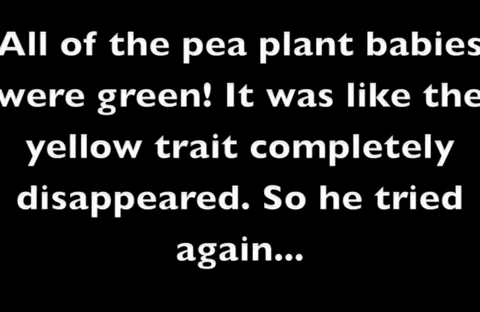 All of the pea plant babies
were green! It was like the
yellow trait completely
disappeared. So he tried
again...